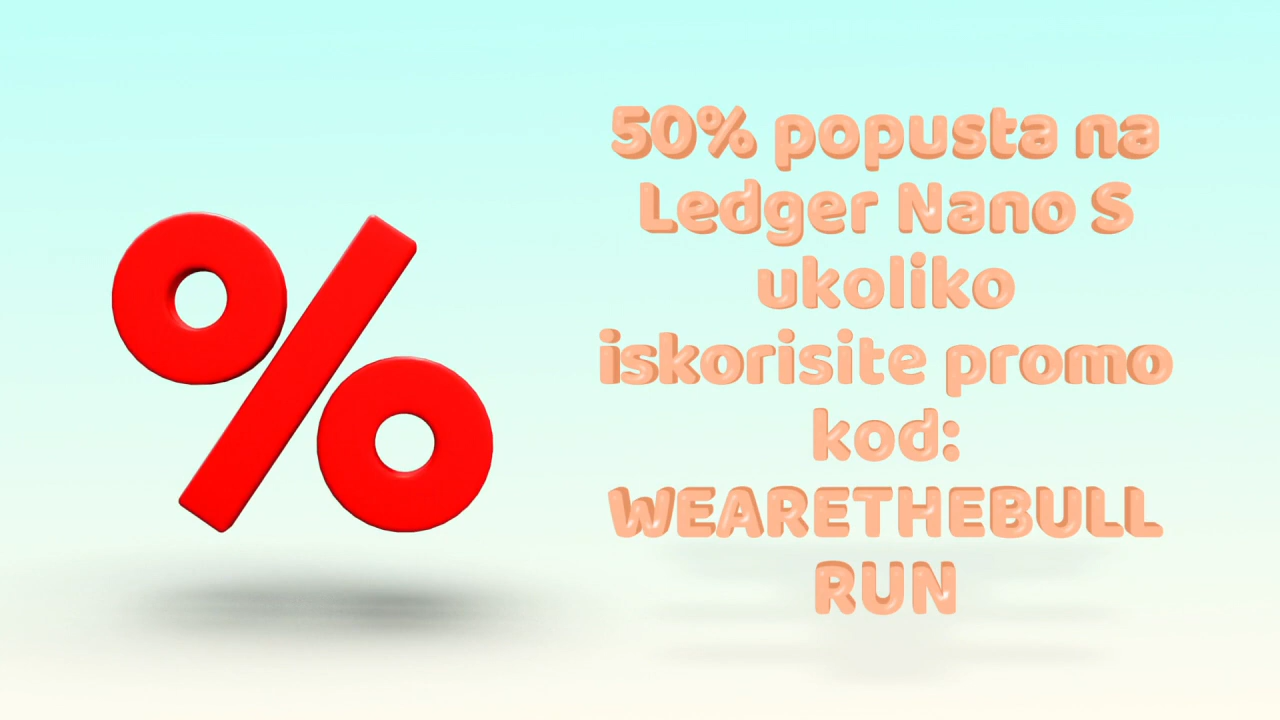 %
50% popusta na
Ledger Nano S
ukoliko
iskorisite promo
kod:
WEARETHEBULL
RUN